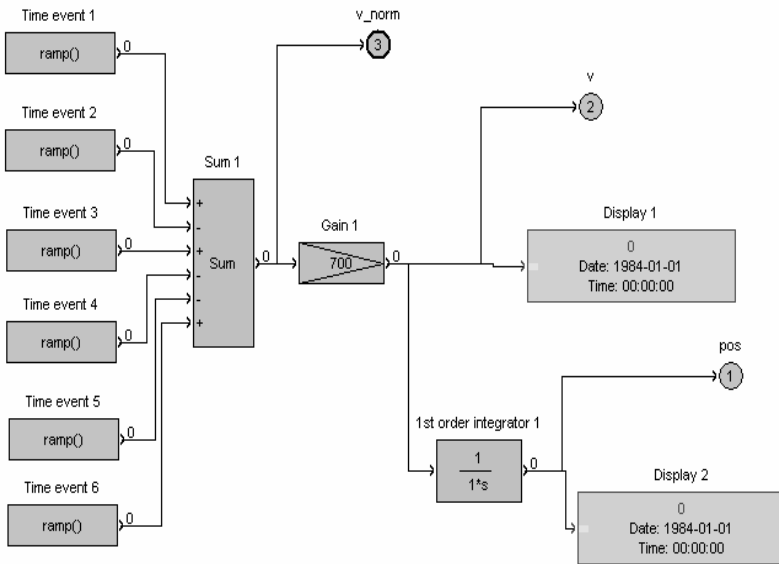 Time event 1
ramp()
0
Time event 2
ramp()
0
Time event 3
ramp()
0
Time event 4
ramp()
0
Time event 5
ramp()
0
Time event 6
ramp()
0
Sum 1
+
-
+
-
-
+
Sum
0
v_norm
3
Gain 1
700
0
v
2
Display 1
0
Date: 1984-01-01
Time: 00:00:00
1st order integrator 1
1
1*s
0
pos
1
Display 2
0
Date: 1984-01-01
Time: 00:00:00